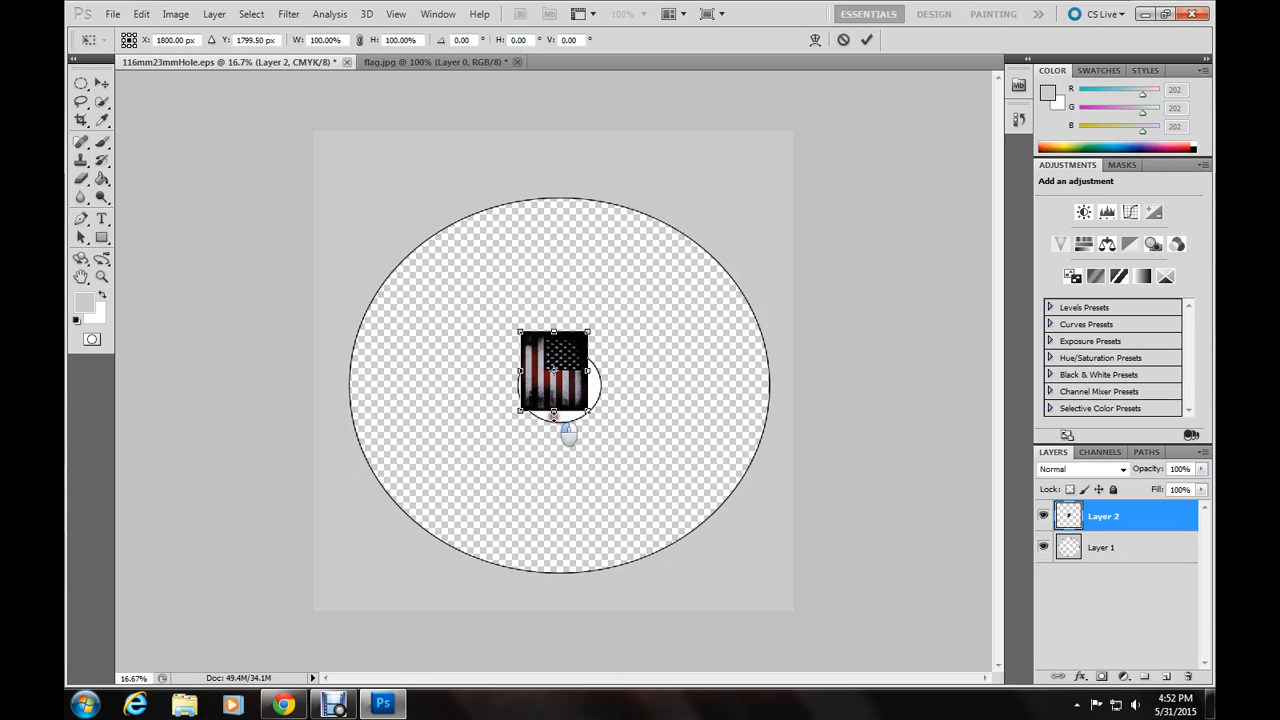 Ps File Edit Image Layer Select Filter Analysis 3D View Window Help Br Mb 100% ESSENTIALS DESIGN PAINTING CS Live
X: 1800.00 px Y: 1799.50 px W: 100.00% H: 100.00% 0.00 ° H: 0.00 ° V: 0.00 °
116mm23mmHole.eps @ 16.7% (Layer 2, CMYK/8) * flag.jpg @ 100% (Layer 0, RGB/8) *
COLOR SWATCHES STYLES
Mb
R 202
G 202
B 202
ADJUSTMENTS MASKS
Add an adjustment
Levels Presets
Curves Presets
Exposure Presets
Hue/Saturation Presets
Black & White Presets
Channel Mixer Presets
Selective Color Presets
LAYERS CHANNELS PATHS
Normal Opacity: 100%
Lock: Fill: 100%
Layer 2
Layer 1
16.67% Doc: 49.4M/34.1M
Ps
4:52 PM
5/31/2015